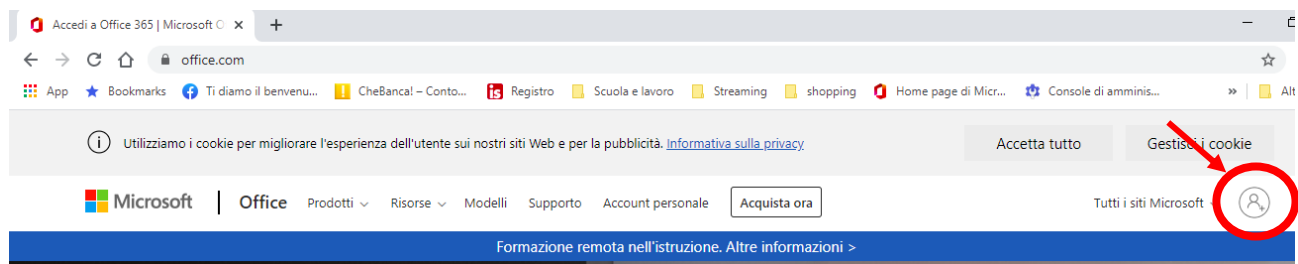 Accedi a Office 365 | Microsoft O
office.com
App Bookmarks Ti diamo il benvenu... CheBanca! – Conto... Registro Scuola e lavoro Streaming shopping Home page di Micr... Console di amminis... » Alt
Utilizziamo i cookie per migliorare l'esperienza dell'utente sui nostri siti Web e per la pubblicità. Informativa sulla privacy Accetta tutto Gestisci i cookie
Microsoft Office Prodotti Risorse Modelli Supporto Account personale Acquista ora Tutti i siti Microsoft
Formazione remota nell'istruzione. Altre informazioni >